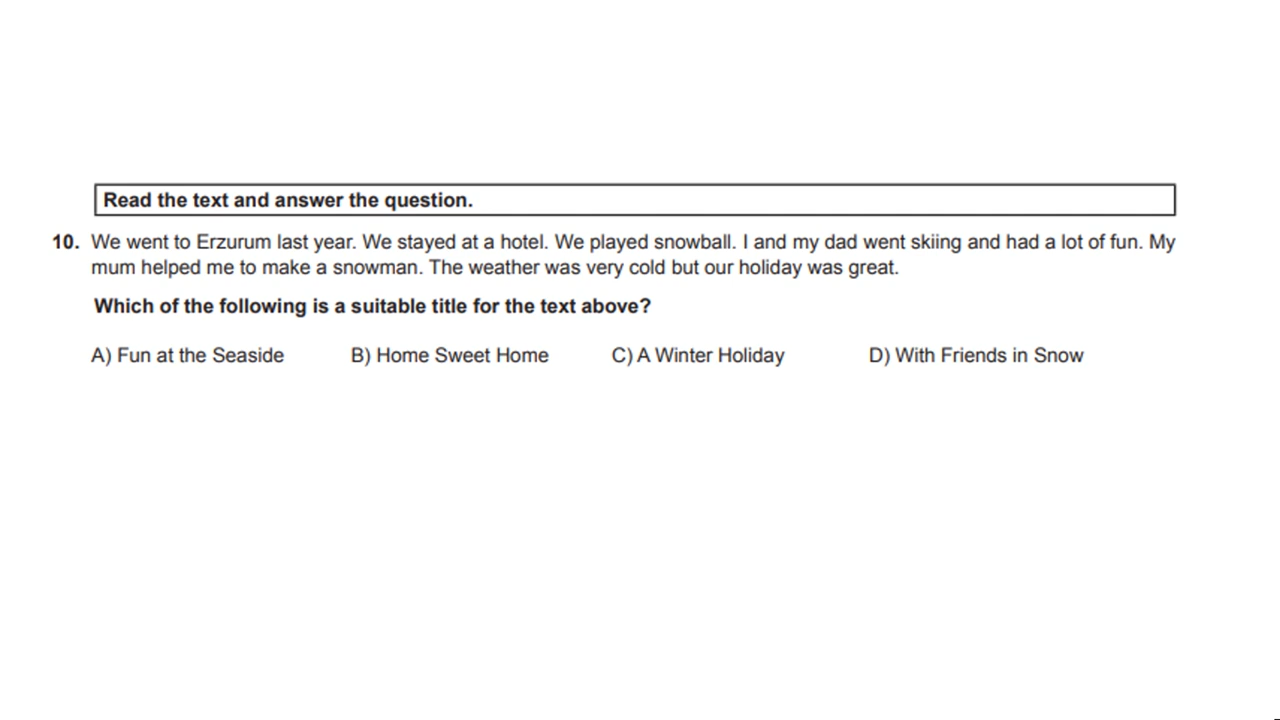 Read the text and answer the question.
10. We went to Erzurum last year. We stayed at a hotel. We played snowball. I and my dad went skiing and had a lot of fun. My
mum helped me to make a snowman. The weather was very cold but our holiday was great.
Which of the following is a suitable title for the text above?
A) Fun at the Seaside B) Home Sweet Home C) A Winter Holiday D) With Friends in Snow